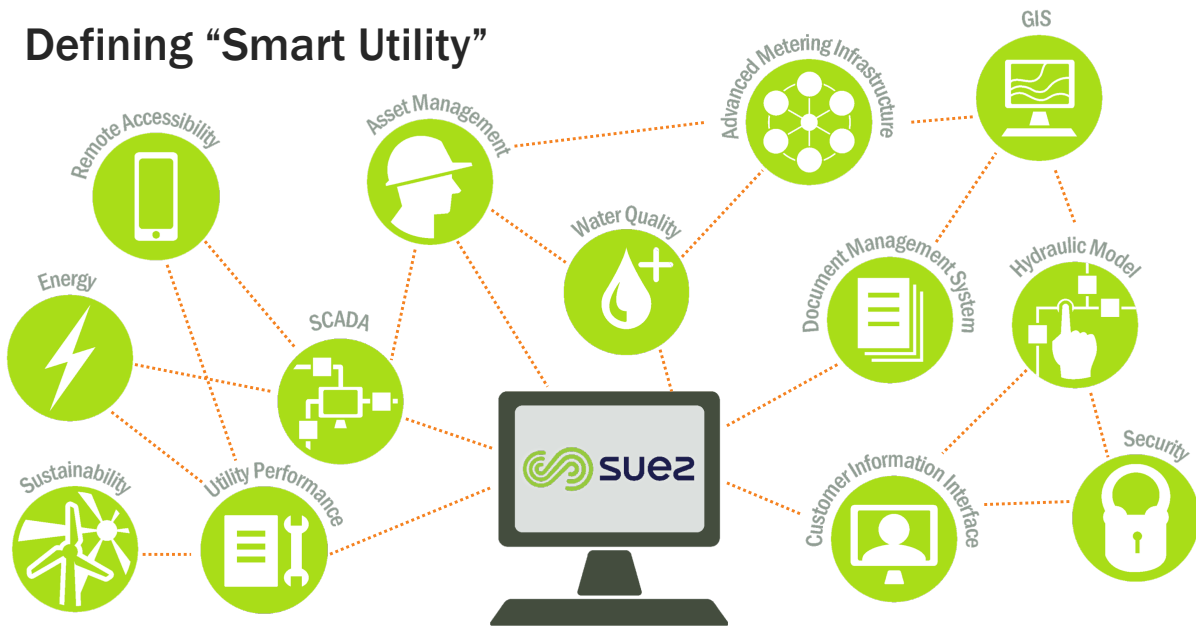 Defining “Smart Utility”
GIS
Advanced Metering Infrastructure
Asset Management
Remote Accessibility
Water Quality
Document Management System
Hydraulic Model
Energy
SCADA
suez
Security
Sustainability
Utility Performance
Customer Information Interface